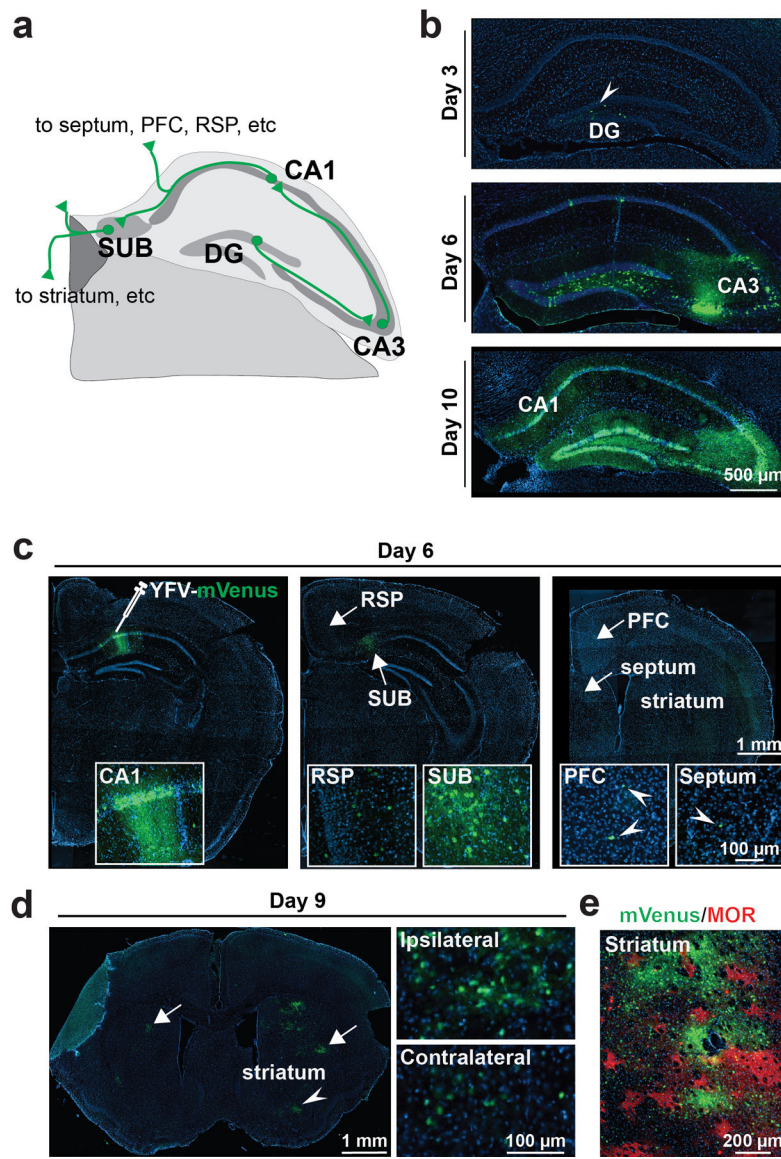 a
to septum, PFC, RSP, etc
CA1
SUB
DG
to striatum, etc
CA3
b
Day 3
DG
Day 6
CA3
Day 10
CA1
500 µm
c
Day 6
YFV-mVenus
CA1
RSP
SUB
RSP
SUB
PFC
septum
striatum
1 mm
PFC
Septum
100 µm
d
Day 9
striatum
1 mm
Ipsilateral
Contralateral
100 µm
e
mVenus/MOR
Striatum
200 µm